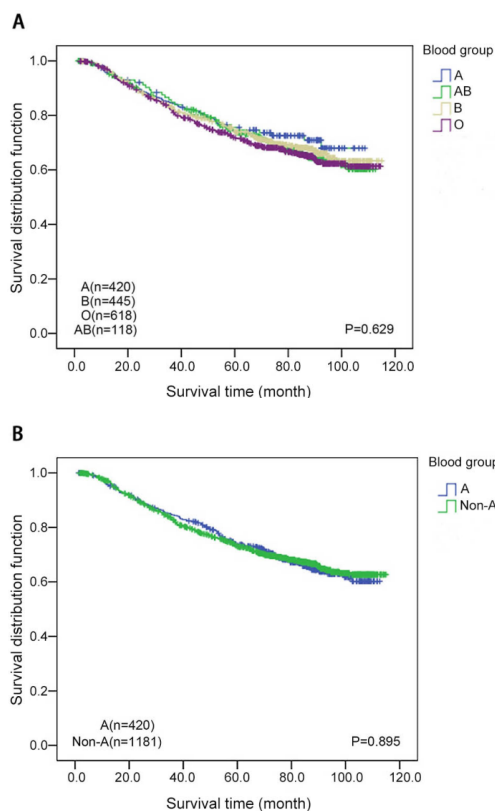 A
Blood group
A
AB
B
O
Survival distribution function
1.0
0.8
0.6
0.4
0.2
0.0
A(n=420)
B(n=445)
O(n=618)
AB(n=118)
P=0.629
0.0 20.0 40.0 60.0 80.0 100.0 120.0
Survival time (month)
B
Blood group
A
Non-A
Survival distribution function
1.0
0.8
0.6
0.4
0.2
0.0
A(n=420)
Non-A(n=1181)
P=0.895
0.0 20.0 40.0 60.0 80.0 100.0 120.0
Survival time (month)